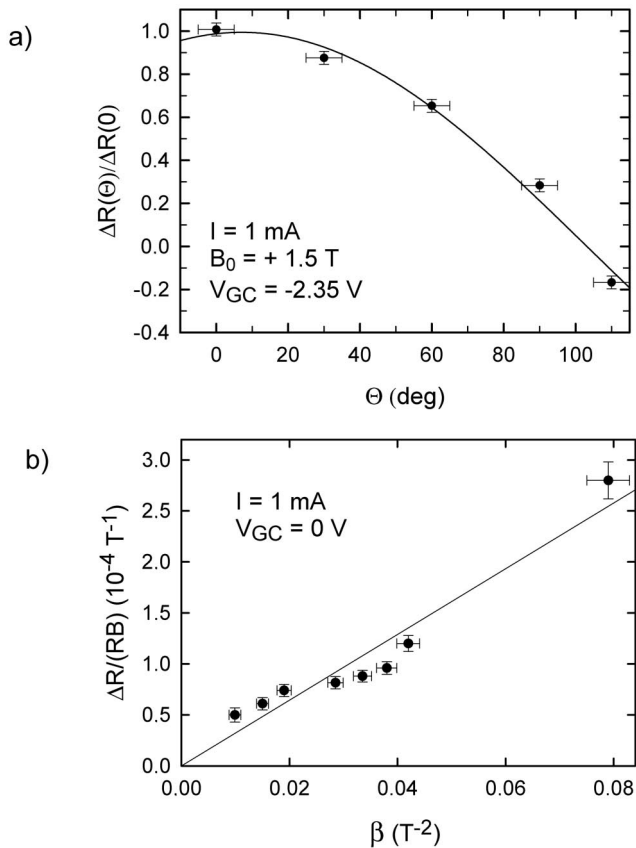 a)
ΔR(Θ)/ΔR(0)
1.0
0.8
0.6
0.4
0.2
0.0
-0.2
-0.4
I = 1 mA
B₀ = + 1.5 T
V_GC = -2.35 V
0 20 40 60 80 100
Θ (deg)
b)
ΔR/(RB) (10⁻⁴ T⁻¹)
3.0
2.5
2.0
1.5
1.0
0.5
0.0
I = 1 mA
V_GC = 0 V
0.00 0.02 0.04 0.06 0.08
β (T⁻²)